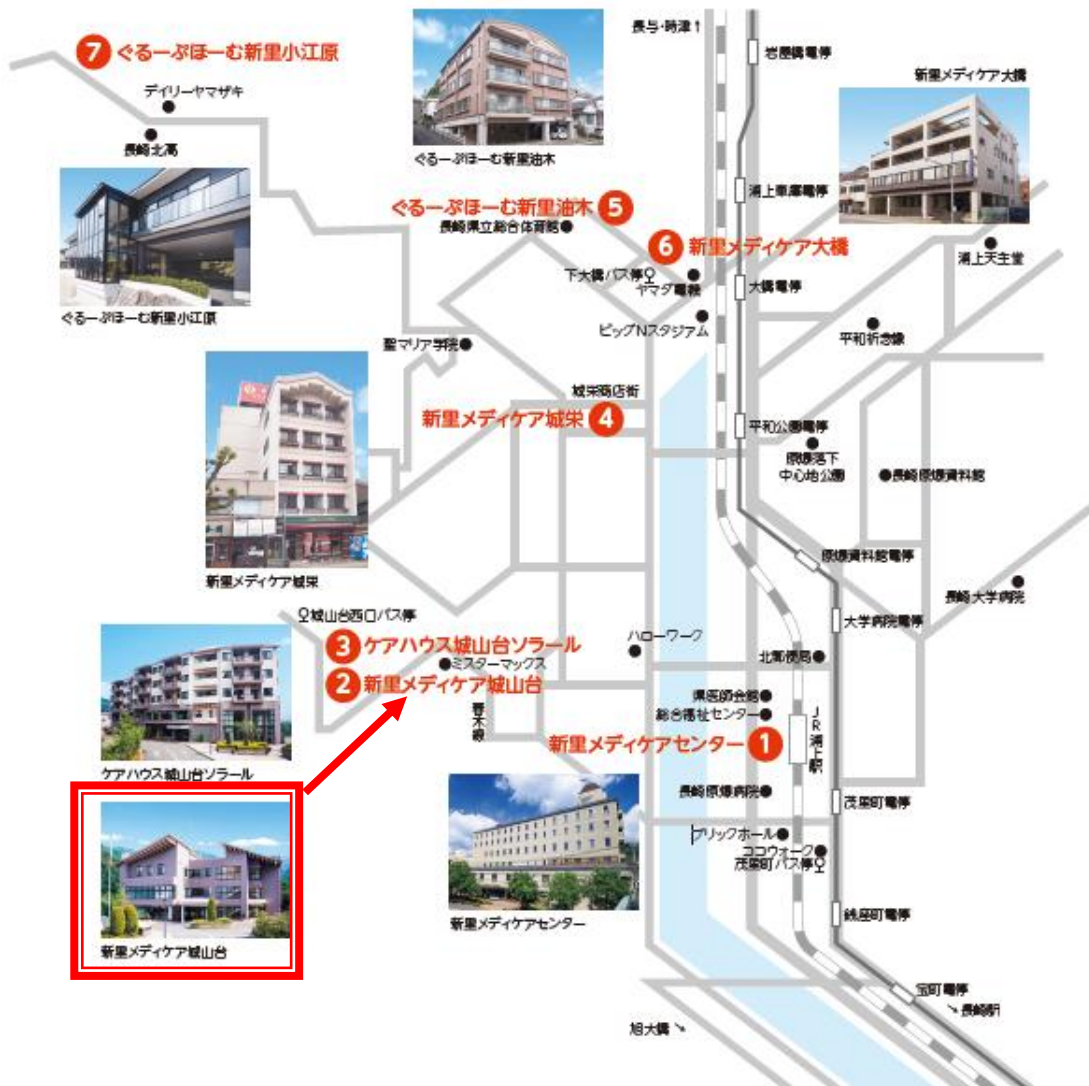 長与・時津↑
岩屋橋電停
7 ぐるーぷほーむ新里小江原
新里メディケア大橋
デイリーヤマザキ
長崎北高
ぐるーぷほーむ新里油木
浦上車庫電停
ぐるーぷほーむ新里油木 5
長崎県立総合体育館
6 新里メディケア大橋
浦上天主堂
下大橋バス停
ヤマダ電機
大橋電停
ぐるーぷほーむ新里小江原
ビッグNスタジアム
平和祈念像
聖マリア学院
城栄商店街
新里メディケア城栄 4
平和公園電停
原爆落下
中心地公園
長崎原爆資料館
原爆資料館電停
新里メディケア城栄
長崎大学病院
城山台西口バス停
大学病院電停
3 ケアハウス城山台ソラール
ハローワーク
ミスターマックス
北郵便局
2 新里メディケア城山台
県医師会館
総合福祉センター
JR浦上駅
新里メディケアセンター 1
ケアハウス城山台ソラール
長崎原爆病院
茂里町電停
ブリックホール
ココウォーク
茂里町バス停
新里メディケアセンター
銭座町電停
新里メディケア城山台
宝町電停
↘長崎駅
旭大橋↘